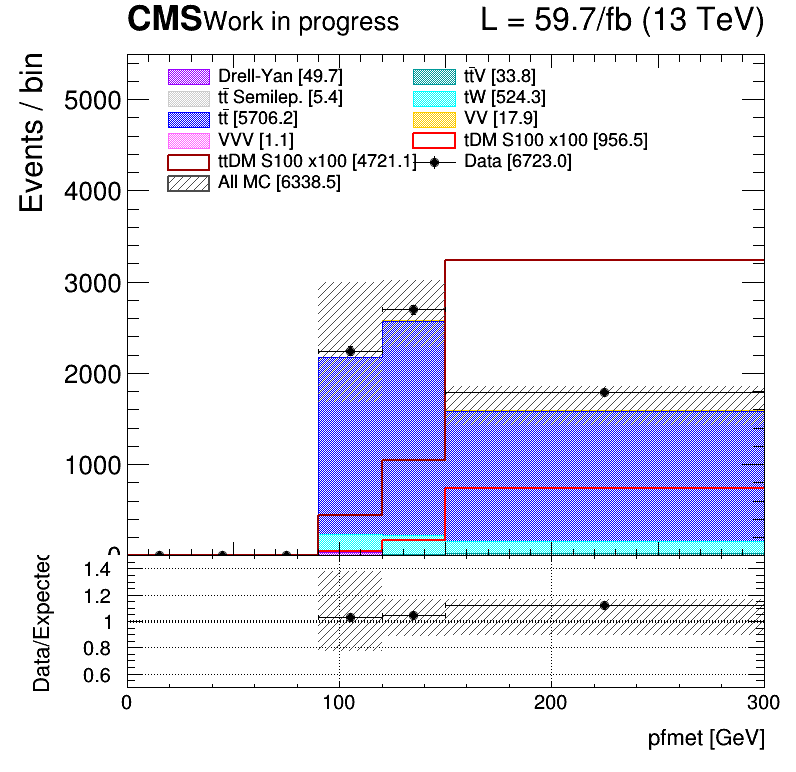 CMS Work in progress L = 59.7/fb (13 TeV)
Events / bin
Drell-Yan [49.7] tt̄V [33.8]
tt̄ Semilep. [5.4] tW [524.3]
tt̄ [5706.2] VV [17.9]
VVV [1.1] tDM S100 x100 [956.5]
ttDM S100 x100 [4721.1] Data [6723.0]
All MC [6338.5]
5000
4000
3000
2000
1000
0
Data/Expected
1.4
1.2
1
0.8
0.6
0 100 200 300
pfmet [GeV]